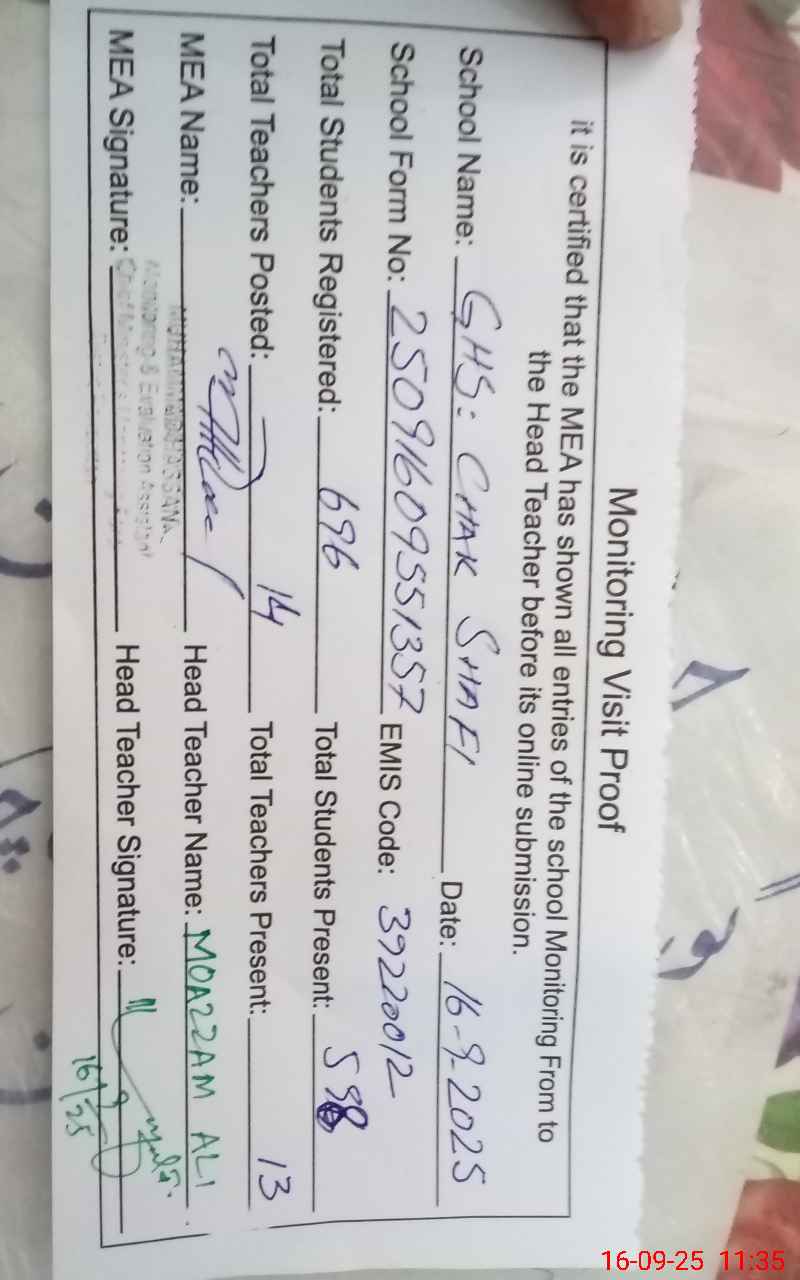 Monitoring Visit Proof
it is certified that the MEA has shown all entries of the school Monitoring From to
the Head Teacher before its online submission.
School Name: GHS: CHAK SHAFI Date: 16-9-2025
School Form No: 25091609551357 EMIS Code: 39220012
Total Students Registered: 696 Total Students Present:
Total Teachers Posted: 14 Total Teachers Present: 13
MEA Name: Head Teacher Name: MOAZZAM ALI
Monitoring & Evaluation Assistant
MEA Signature: Head Teacher Signature:
16/9/25
16-09-25 11:35